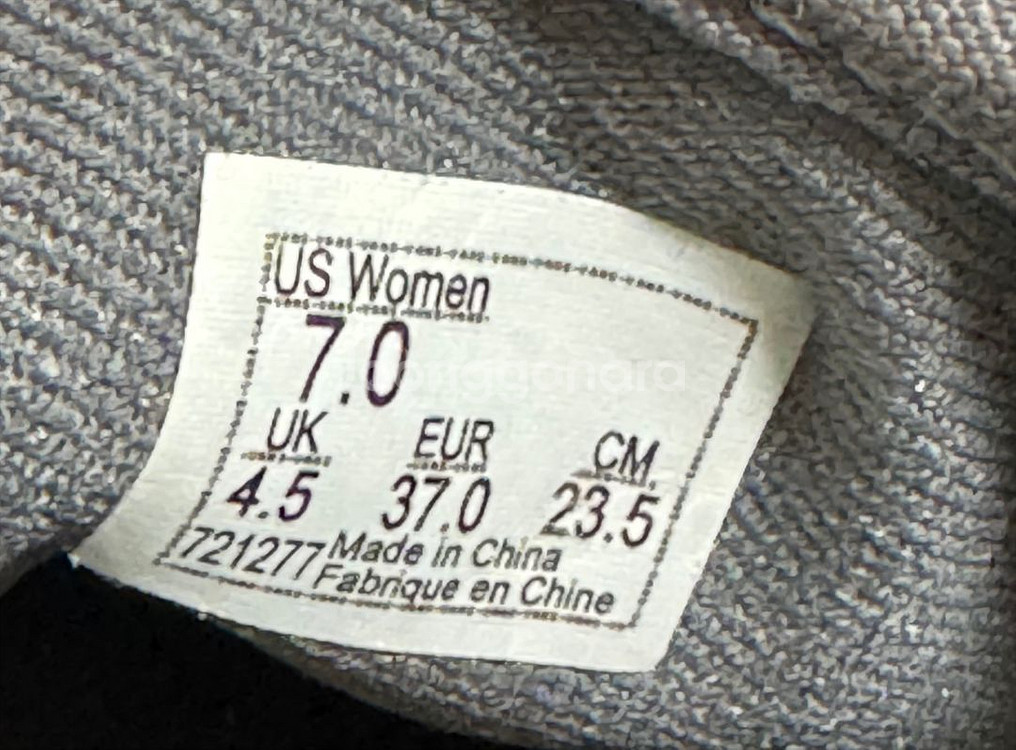 US Women
7.0
UK EUR CM
4.5 37.0 23.5
721277 Made in China
Fabrique en Chine